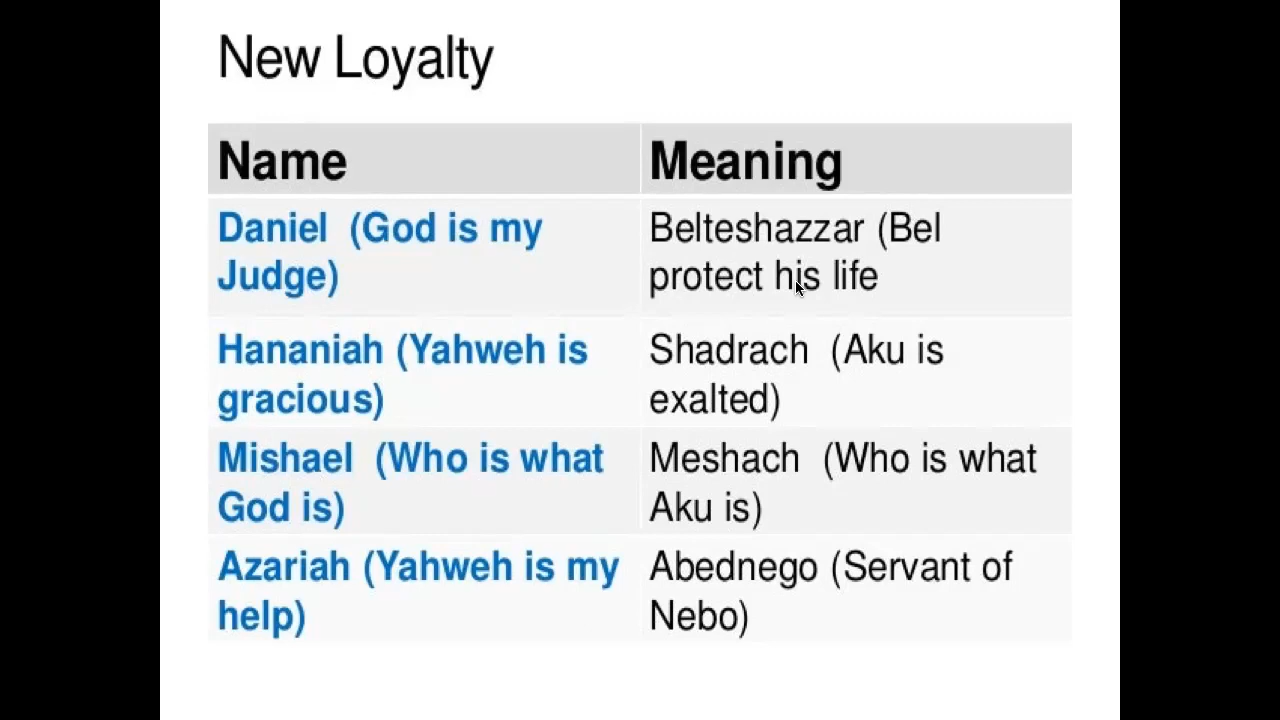 New Loyalty
Name
Meaning
Daniel  (God is my
Judge)
Belteshazzar (Bel
protect his life
Hananiah (Yahweh is
gracious)
Shadrach  (Aku is
exalted)
Mishael  (Who is what
God is)
Meshach  (Who is what
Aku is)
Azariah (Yahweh is my
help)
Abednego (Servant of
Nebo)